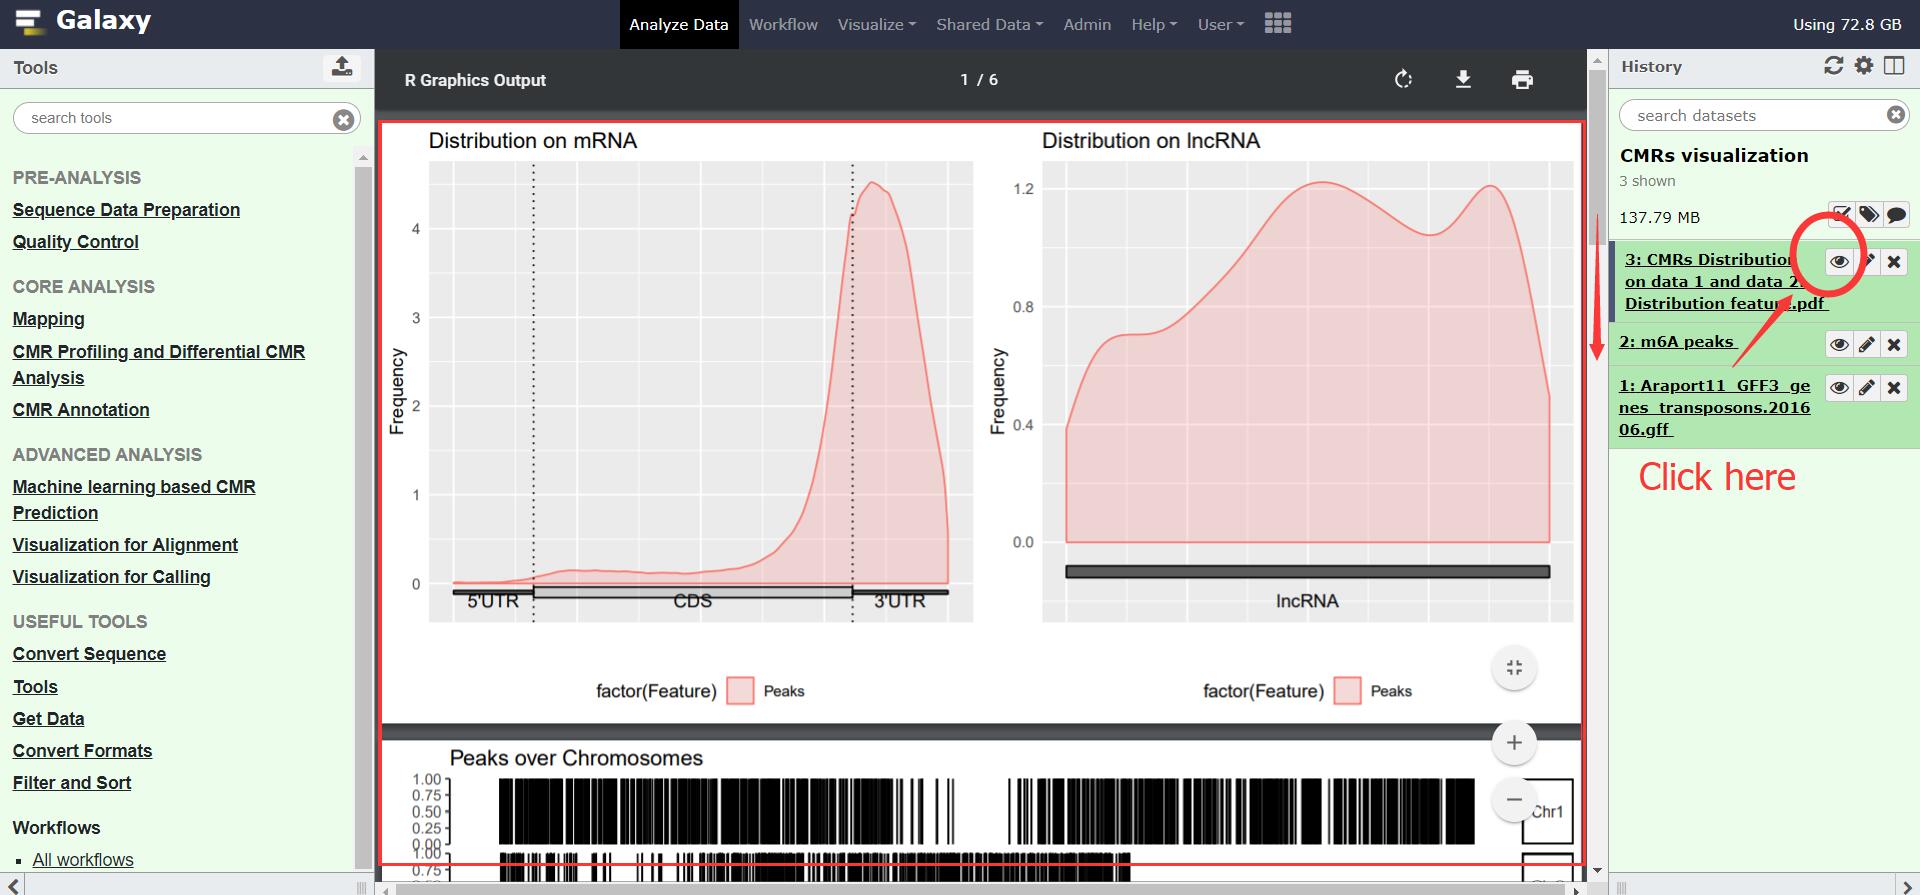 Galaxy
Analyze Data
Workflow
Visualize
Shared Data
Admin
Help
User
Using 72.8 GB
Tools
search tools
PRE-ANALYSIS
Sequence Data Preparation
Quality Control
CORE ANALYSIS
Mapping
CMR Profiling and Differential CMR
Analysis
CMR Annotation
ADVANCED ANALYSIS
Machine learning based CMR
Prediction
Visualization for Alignment
Visualization for Calling
USEFUL TOOLS
Convert Sequence
Tools
Get Data
Convert Formats
Filter and Sort
Workflows
All workflows
R Graphics Output
1 / 6
Distribution on mRNA
4
3
2
1
0
Frequency
5'UTR
CDS
3'UTR
factor(Feature)
Peaks
Distribution on lncRNA
1.2
0.8
0.4
0.0
Frequency
lncRNA
factor(Feature)
Peaks
Peaks over Chromosomes
1.00
0.75
0.50
0.25
0.00
Chr1
1.00
0.75
History
search datasets
CMRs visualization
3 shown
137.79 MB
3: CMRs Distribution
on data 1 and data 2:
Distribution feature.pdf
2: m6A peaks
1: Araport11_GFF3_ge
nes_transposons.2016
06.gff
Click here